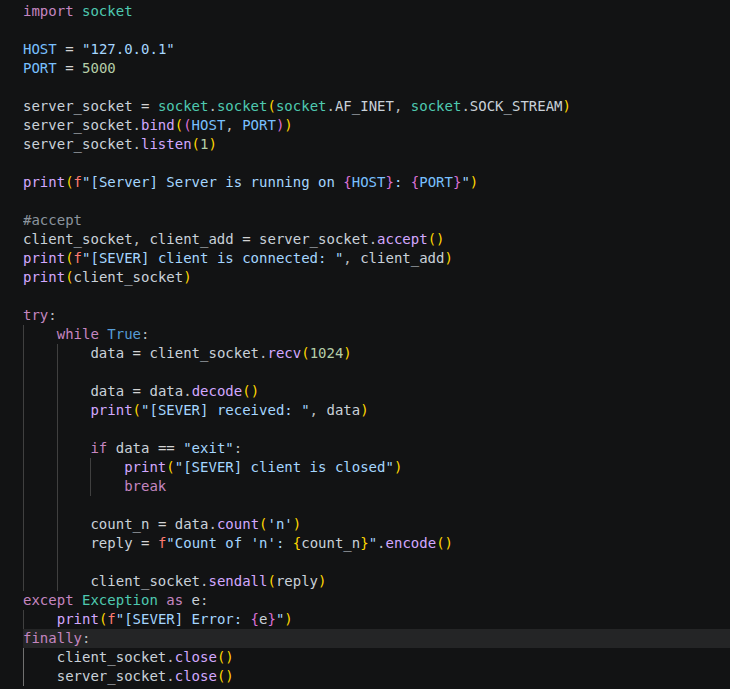 import socket

HOST = "127.0.0.1"
PORT = 5000

server_socket = socket.socket(socket.AF_INET, socket.SOCK_STREAM)
server_socket.bind((HOST, PORT))
server_socket.listen(1)

print(f"[Server] Server is running on {HOST}: {PORT}")

#accept
client_socket, client_add = server_socket.accept()
print(f"[SEVER] client is connected: ", client_add)
print(client_socket)

try:
    while True:
        data = client_socket.recv(1024)

        data = data.decode()
        print("[SEVER] received: ", data)

        if data == "exit":
            print("[SEVER] client is closed")
            break

        count_n = data.count('n')
        reply = f"Count of 'n': {count_n}".encode()

        client_socket.sendall(reply)
except Exception as e:
    print(f"[SEVER] Error: {e}")
finally:
    client_socket.close()
    server_socket.close()